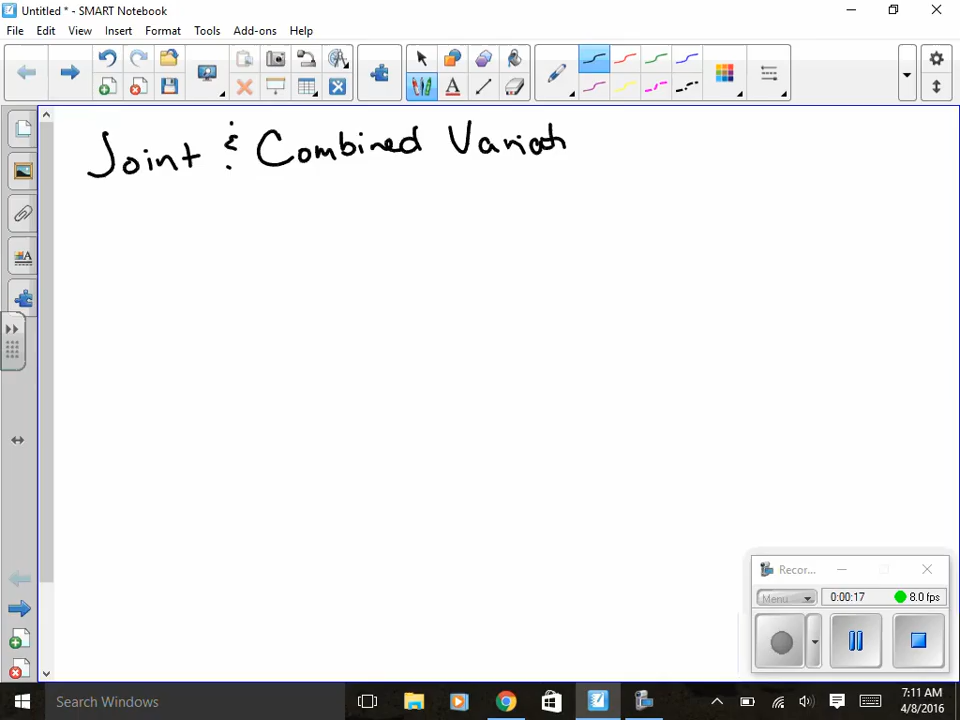 Untitled * - SMART Notebook
File Edit View Insert Format Tools Add-ons Help
Joint & Combined Variat
Recor...
Menu 0:00:17 8.0 fps
Search Windows
7:11 AM
4/8/2016